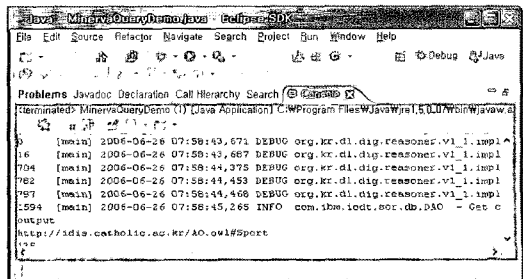 Java - MinervaQueryDemo.java - Eclipse SDK
File Edit Source Refactor Navigate Search Project Run Window Help
Debug Java
Problems Javadoc Declaration Call Hierarchy Search Console
<terminated> MinervaQueryDemo (1) [Java Application] C:₩Program Files₩Java₩jre1.5.0_07₩bin₩javaw.e
0 [main] 2006-06-26 07:58:43,671 DEBUG org.kr.dl.dig.reasoner.v1_1.impl
16 [main] 2006-06-26 07:58:43,687 DEBUG org.kr.dl.dig.reasoner.v1_1.impl
704 [main] 2006-06-26 07:58:44,375 DEBUG org.kr.dl.dig.reasoner.v1_1.impl
782 [main] 2006-06-26 07:58:44,453 DEBUG org.kr.dl.dig.reasoner.v1_1.impl
797 [main] 2006-06-26 07:58:44,468 DEBUG org.kr.dl.dig.reasoner.v1_1.impl
1594 [main] 2006-06-26 07:58:45,265 INFO com.ibm.iodt.sor.db.DAO - Get c
output
http://idis.catholic.ac.kr/AO.owl#Sport